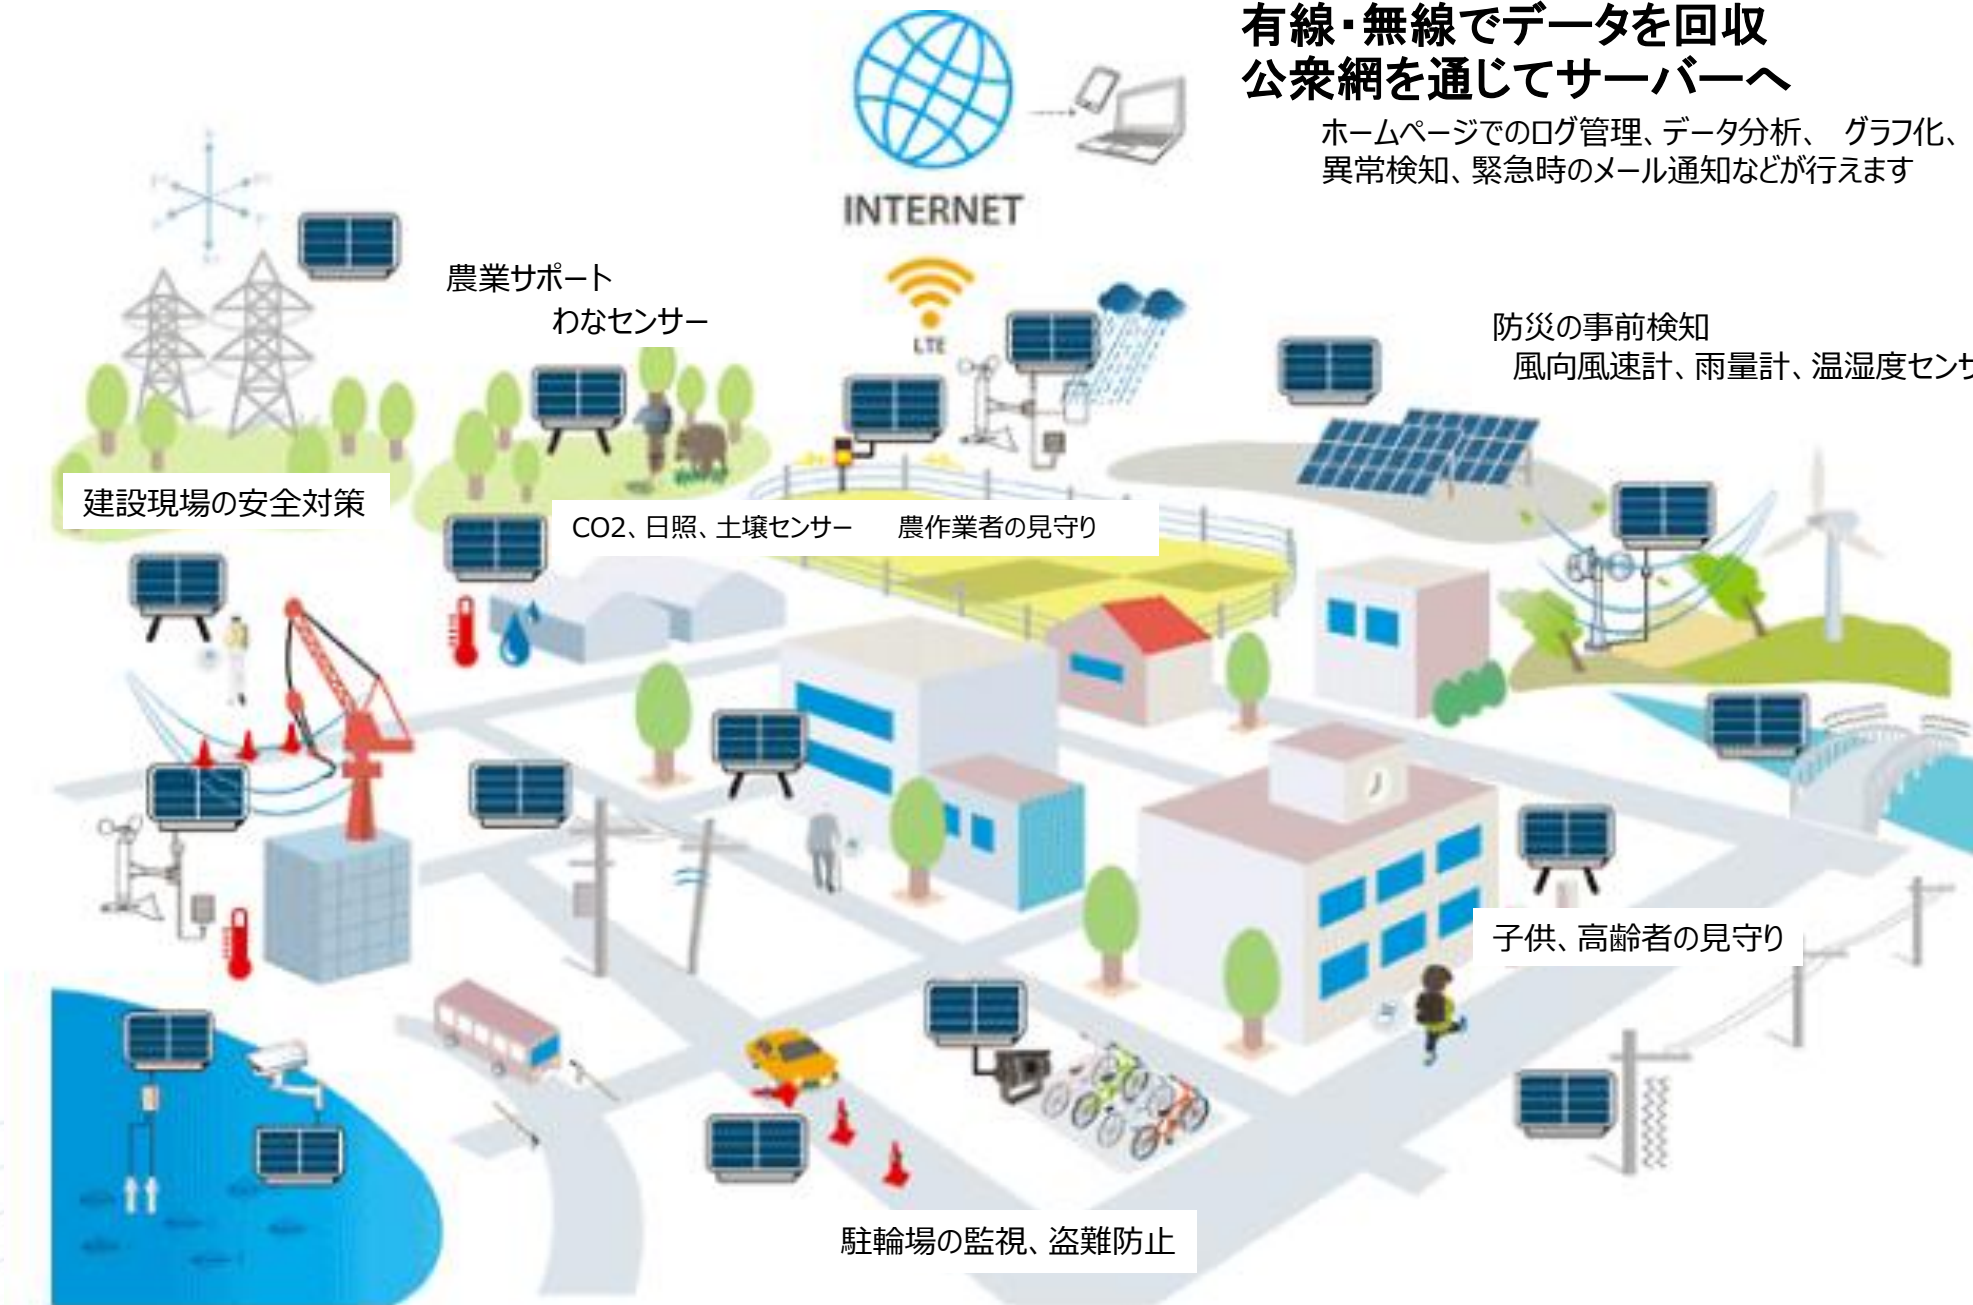 有線・無線でデータを回収
公衆網を通じてサーバーへ
ホームページでのログ管理、データ分析、　グラフ化、
異常検知、緊急時のメール通知などが行えます
INTERNET
農業サポート
わなセンサー
LTE
防災の事前検知
風向風速計、雨量計、温湿度センサ
建設現場の安全対策
CO2、日照、土壌センサー　　農作業者の見守り
子供、高齢者の見守り
駐輪場の監視、盗難防止